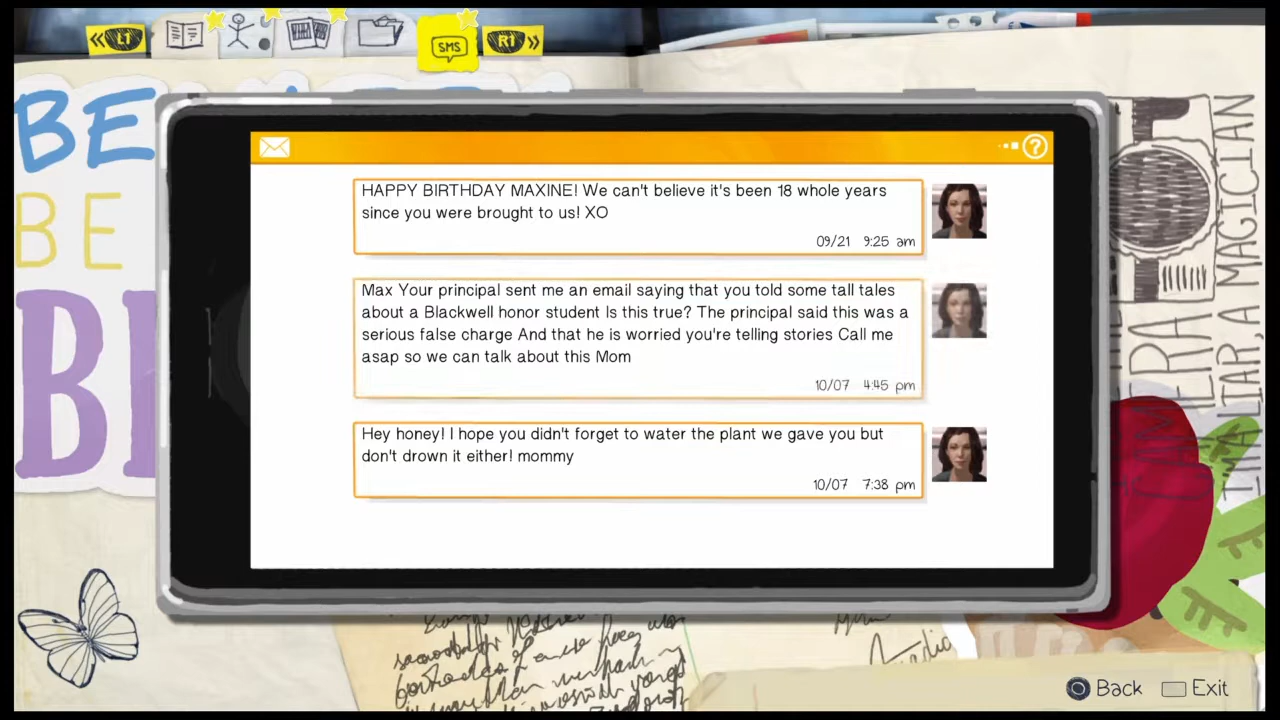 LT
SMS
R1
BE
BE
HAPPY BIRTHDAY MAXINE! We can't believe it's been 18 whole years
since you were brought to us! XO
09/21 9:25 am
Max Your principal sent me an email saying that you told some tall tales
about a Blackwell honor student Is this true? The principal said this was a
serious false charge And that he is worried you're telling stories Call me
asap so we can talk about this Mom
10/07 4:45 pm
Hey honey! I hope you didn't forget to water the plant we gave you but
don't drown it either! mommy
10/07 7:38 pm
CAMERA
A MAGICIAN
Back
Exit